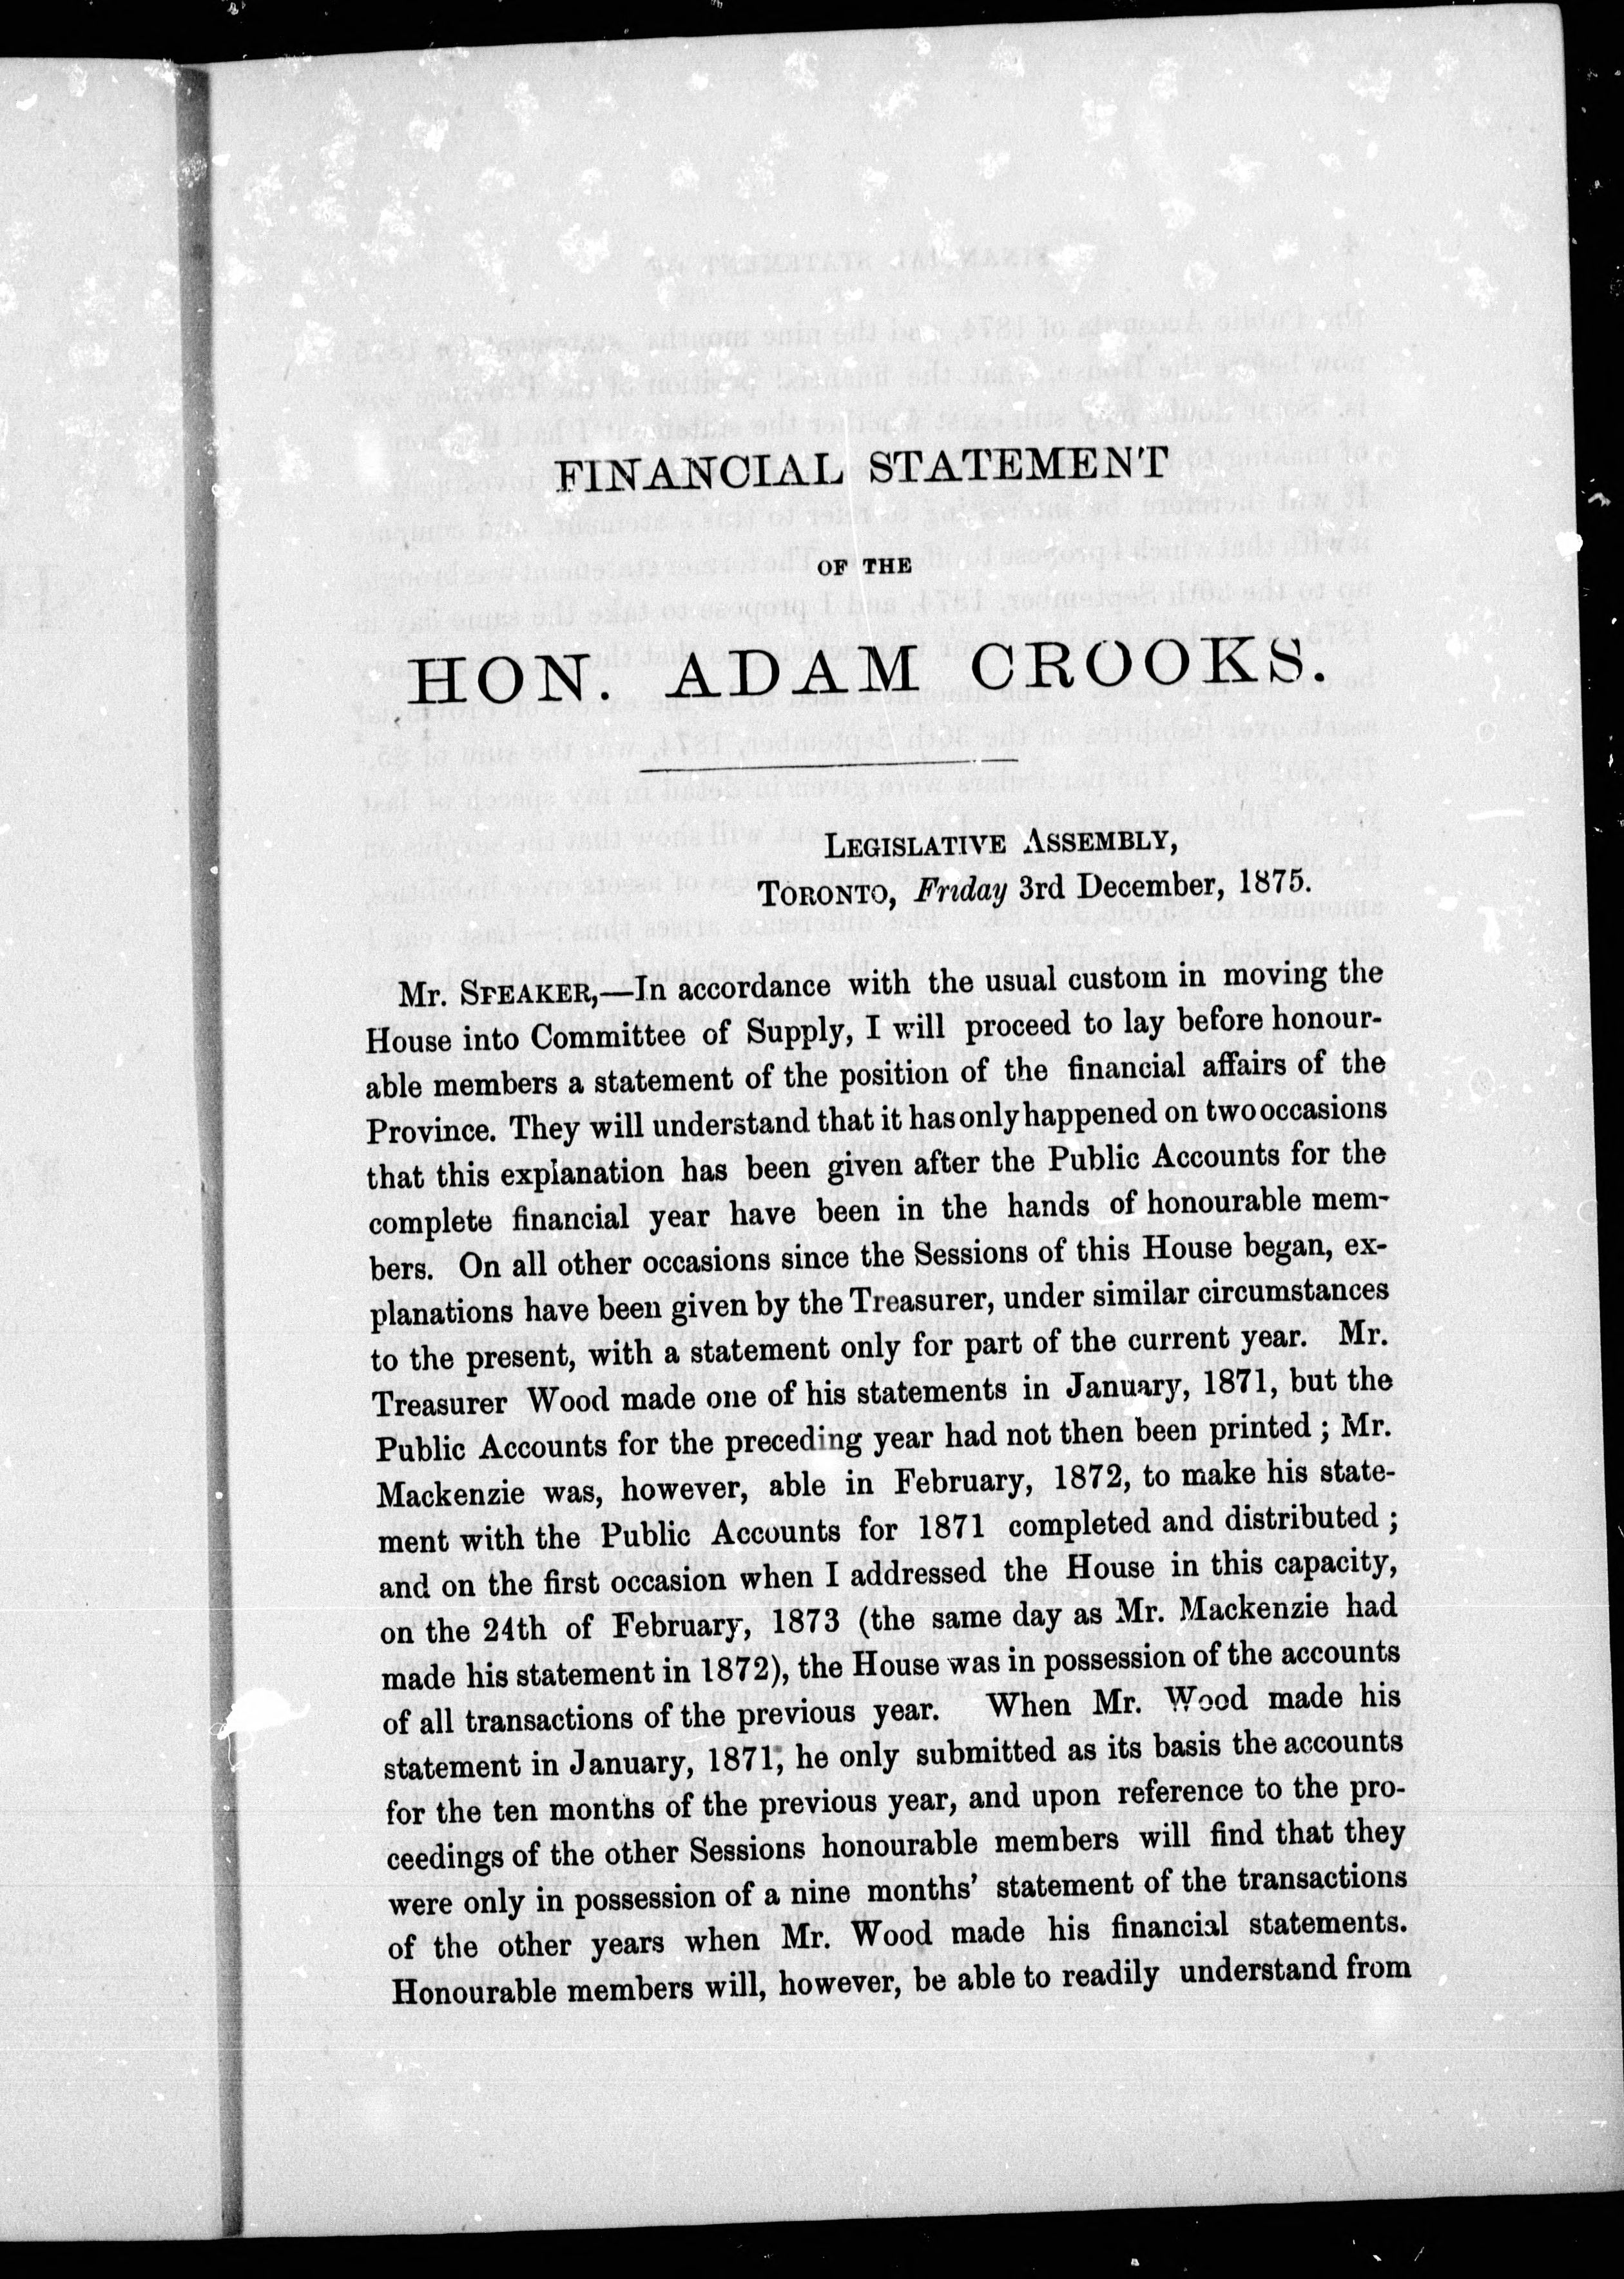 FINANCIAL STATEMENT
OF THE
HON. ADAM CROOKS.
LEGISLATIVE ASSEMBLY,
TORONTO, Friday 3rd December, 1875.
Mr. SPEAKER,—In accordance with the usual custom in moving the
House into Committee of Supply, I will proceed to lay before honour-
able members a statement of the position of the financial affairs of the
Province. They will understand that it has only happened on two occasions
that this explanation has been given after the Public Accounts for the
complete financial year have been in the hands of honourable mem-
bers. On all other occasions since the Sessions of this House began, ex-
planations have been given by the Treasurer, under similar circumstances
to the present, with a statement only for part of the current year. Mr.
Treasurer Wood made one of his statements in January, 1871, but the
Public Accounts for the preceding year had not then been printed ; Mr.
Mackenzie was, however, able in February, 1872, to make his state-
ment with the Public Accounts for 1871 completed and distributed ;
and on the first occasion when I addressed the House in this capacity,
on the 24th of February, 1873 (the same day as Mr. Mackenzie had
made his statement in 1872), the House was in possession of the accounts
of all transactions of the previous year. When Mr. Wood made his
statement in January, 1871, he only submitted as its basis the accounts
for the ten months of the previous year, and upon reference to the pro-
ceedings of the other Sessions honourable members will find that they
were only in possession of a nine months' statement of the transactions
of the other years when Mr. Wood made his financial statements.
Honourable members will, however, be able to readily understand from